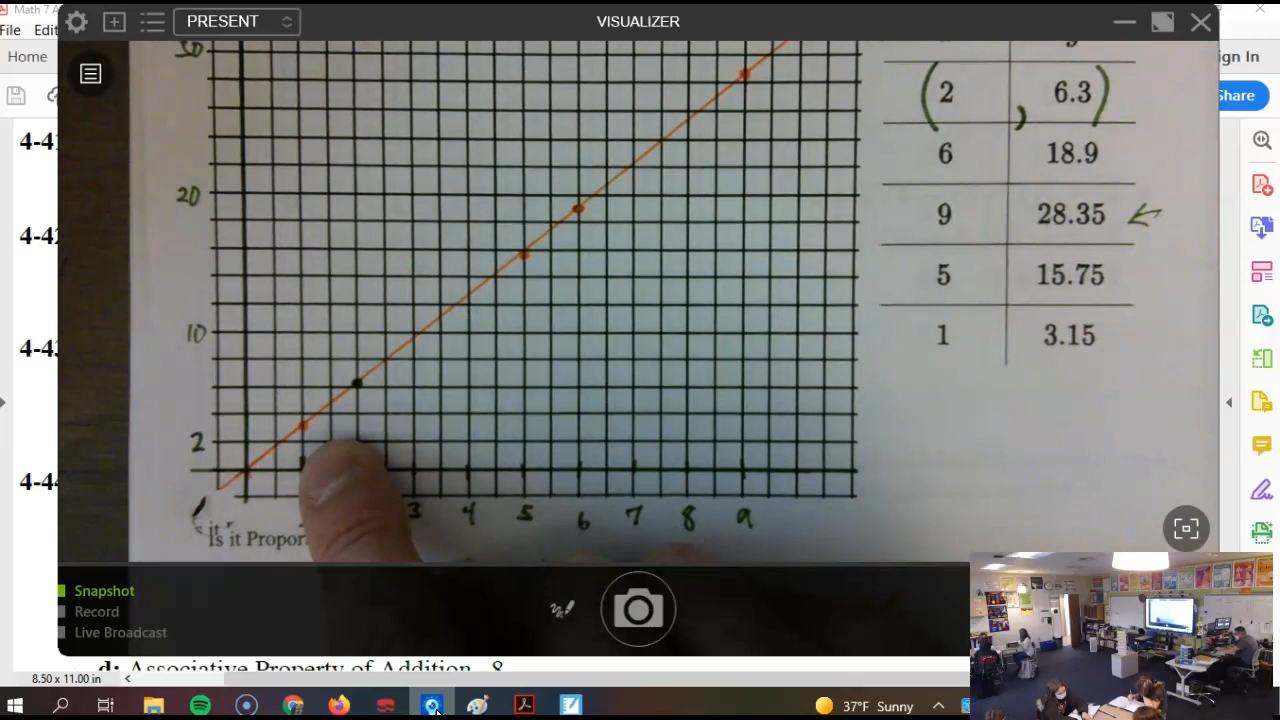 Math 7 A
PRESENT
VISUALIZER
File Edit
Home
Sign In
Share
4-41
4-42
4-43
4-44
30
20
10
2
3 4 5 6 7 8 9
y
(2 , 6.3)
6 18.9
9 28.35
5 15.75
1 3.15
Is it Propor
Snapshot
Record
Live Broadcast
d: Associative Property of Addition 8
8.50 x 11.00 in
37°F Sunny